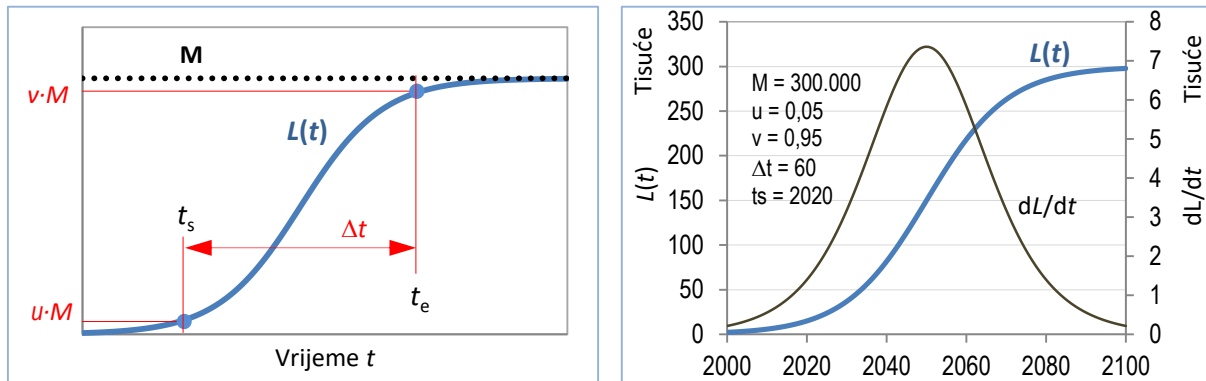 M
v·M
L(t)
ts
Δt
te
u·M
Vrijeme t
Tisuće
350
300
250
200
150
100
50
0
L(t)
M = 300.000
u = 0,05
v = 0,95
Δt = 60
ts = 2020
L(t)
dL/dt
Tisuće
8
7
6
5
4
3
2
1
0
dL/dt
2000 2020 2040 2060 2080 2100